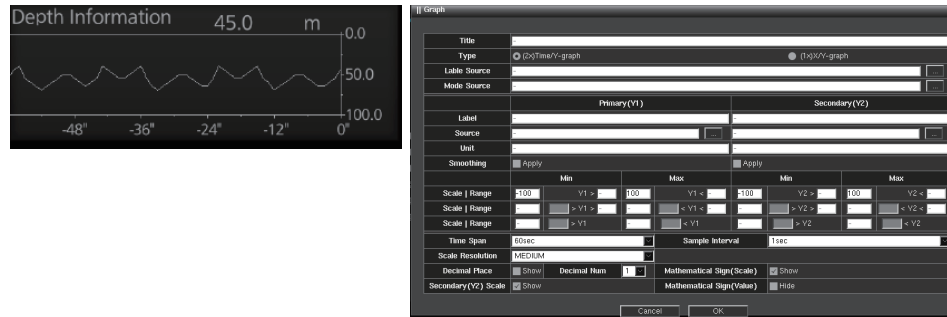 Depth Information 45.0 m
0.0
50.0
100.0
-48" -36" -24" -12" 0"
|| Graph
Title -
Type (2x)Time/Y-graph (1x)X/Y-graph
Lable Source - ...
Mode Source - ...
Primary(Y1) Secondary(Y2)
Label - -
Source - ... - ...
Unit - -
Smoothing Apply Apply
Min Max Min Max
Scale | Range -100 Y1 > - 100 Y1 < - -100 Y2 > - 100 Y2 < -
Scale | Range - > Y1 > - - < Y1 < - - > Y2 > - - < Y2 < -
Scale | Range - > Y1 - < Y1 - > Y2 - < Y2
Time Span 60sec Sample Interval 1sec
Scale Resolution MEDIUM
Decimal Place Show Decimal Num 1 Mathematical Sign(Scale) Show
Secondary(Y2) Scale Show Mathematical Sign(Value) Hide
Cancel OK